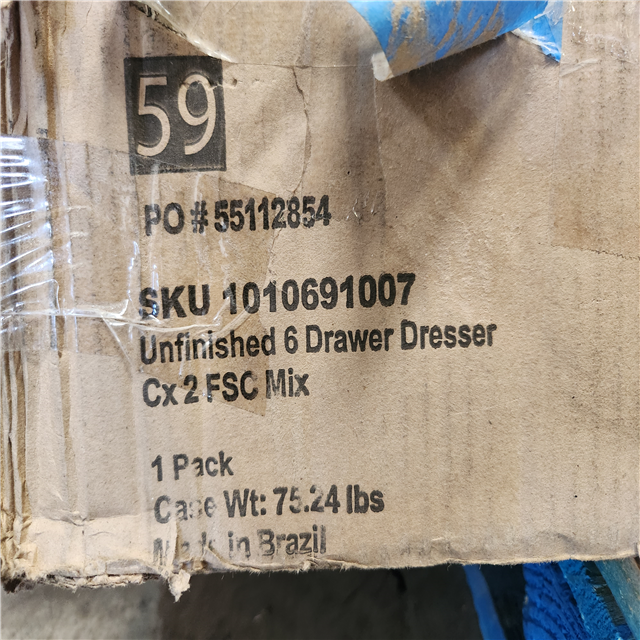 59
PO # 55112854
SKU 1010691007
Unfinished 6 Drawer Dresser
Cx 2 FSC Mix
1 Pack
Case Wt: 75.24 lbs
Made in Brazil